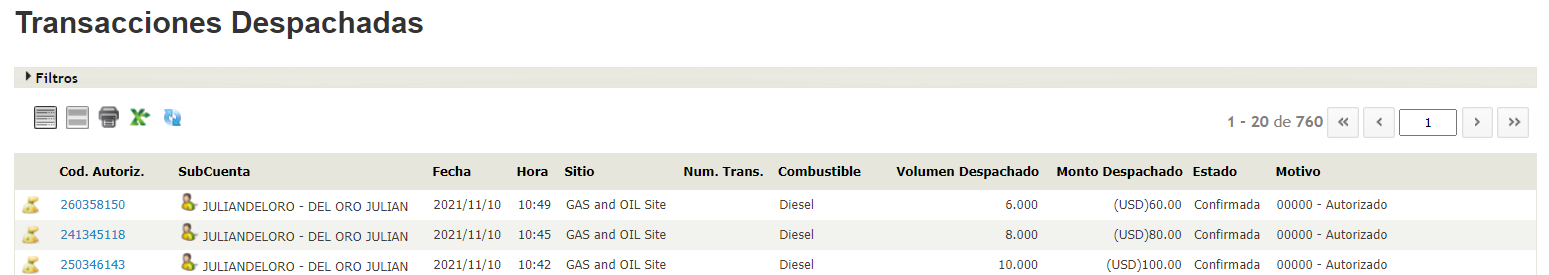 Transacciones Despachadas
Filtros
1 - 20 de 760 « ‹ 1 › »
Cod. Autoriz. SubCuenta Fecha Hora Sitio Num. Trans. Combustible Volumen Despachado Monto Despachado Estado Motivo
260358150 JULIANDELORO - DEL ORO JULIAN 2021/11/10 10:49 GAS and OIL Site Diesel 6.000 (USD)60.00 Confirmada 00000 - Autorizado
241345118 JULIANDELORO - DEL ORO JULIAN 2021/11/10 10:45 GAS and OIL Site Diesel 8.000 (USD)80.00 Confirmada 00000 - Autorizado
250346143 JULIANDELORO - DEL ORO JULIAN 2021/11/10 10:42 GAS and OIL Site Diesel 10.000 (USD)100.00 Confirmada 00000 - Autorizado